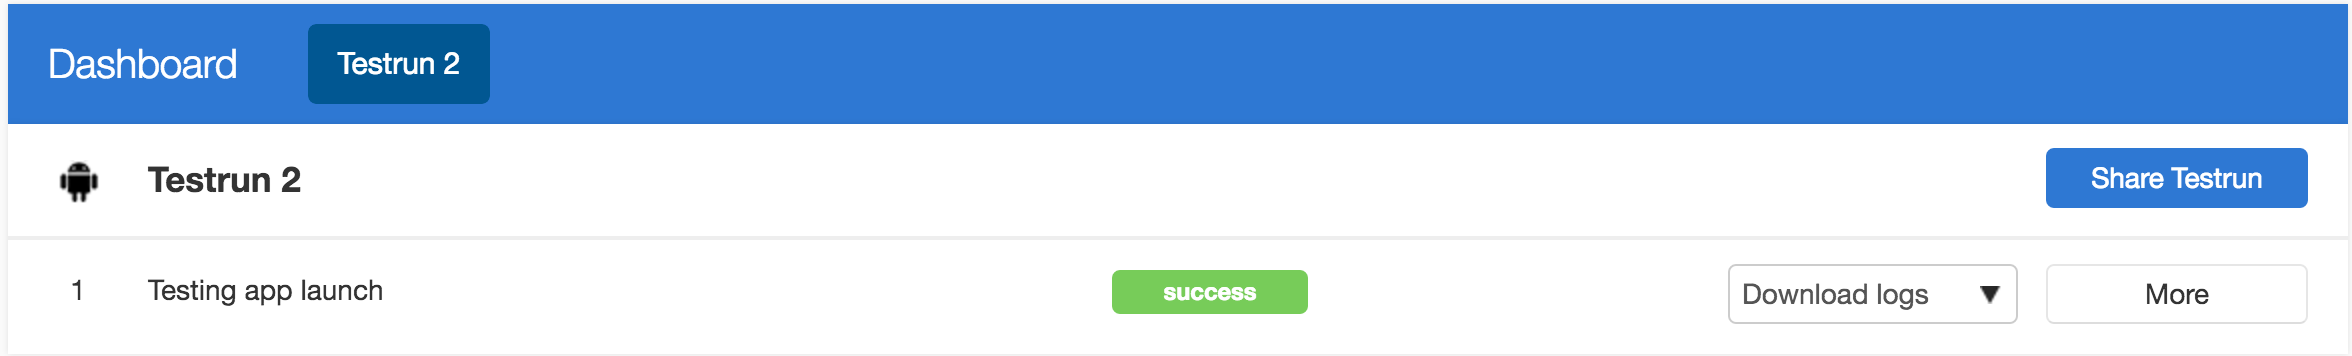 Dashboard Testrun 2
Testrun 2 Share Testrun
1 Testing app launch success Download logs More